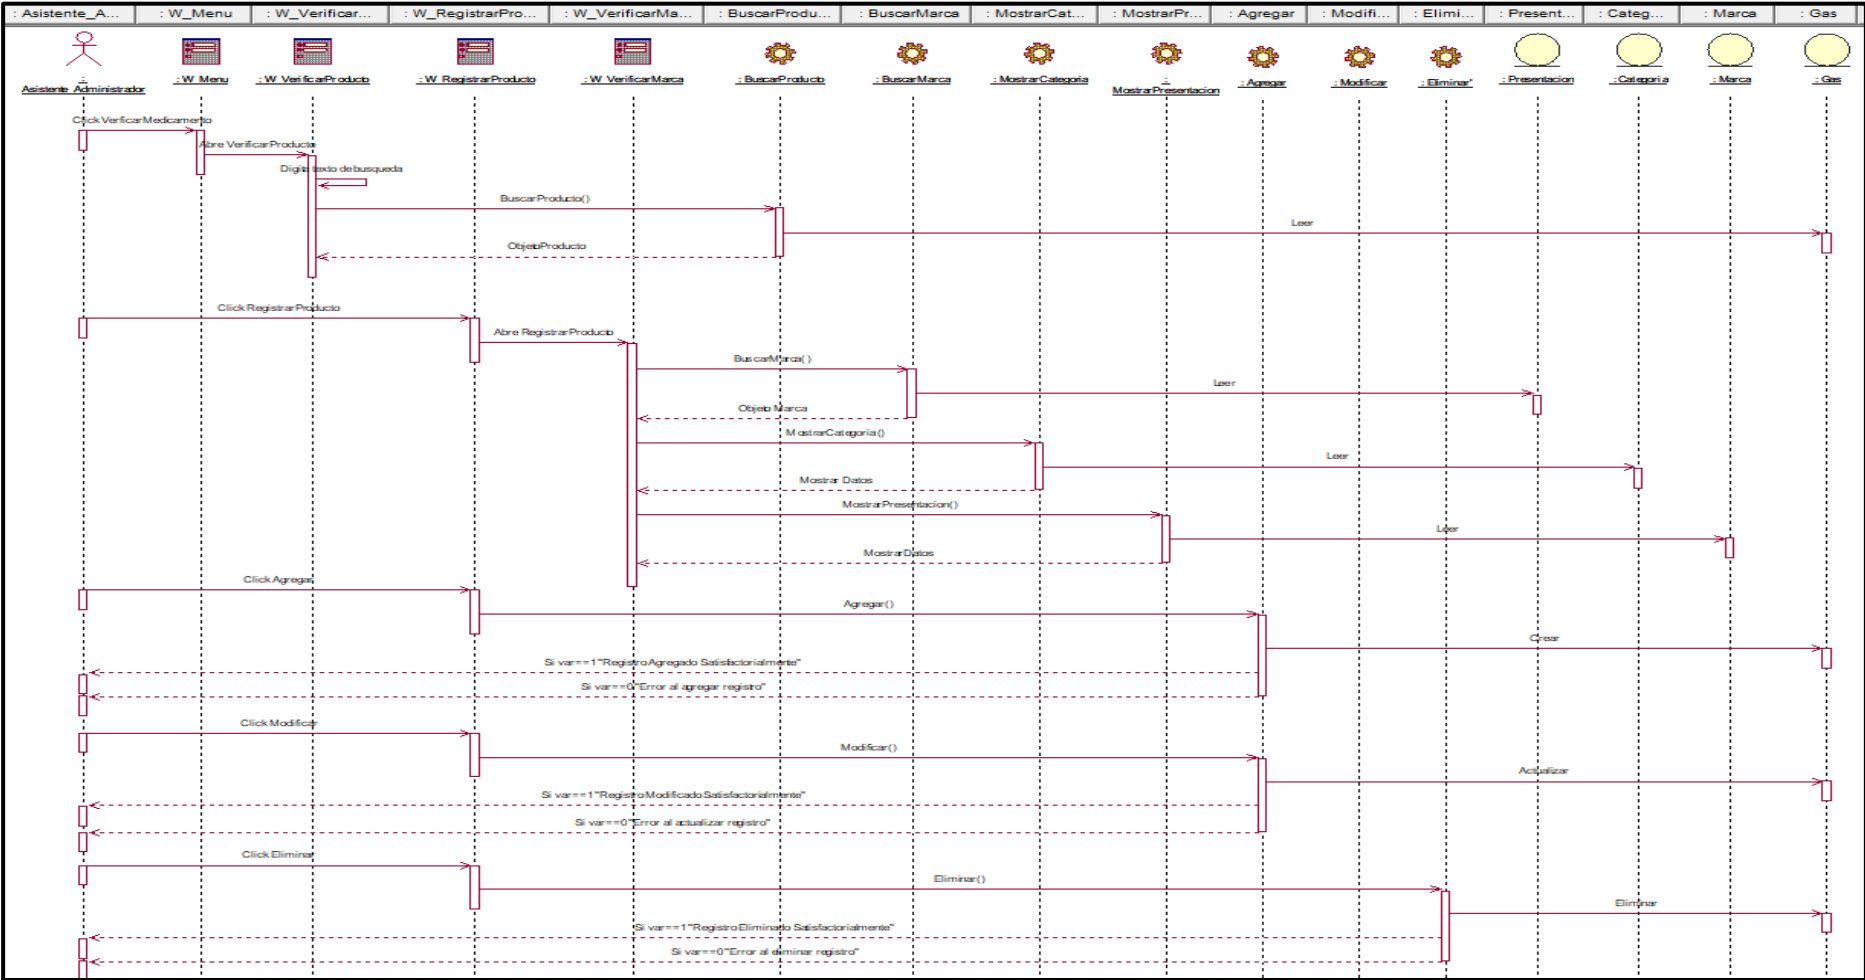 : Asistente_A...
: W_Menu
: W_Verificar...
: W_RegistrarPro...
: W_VerificarMa...
: BuscarProdu...
: BuscarMarca
: MostrarCat...
: MostrarPr...
: Agregar
: Modifi...
: Elimi...
: Present...
: Categ...
: Marca
: Gas
: Asistente_Administrador
: W_Menu
: W_VerificarProducto
: W_RegistrarProducto
: W_VerificarMarca
: BuscarProducto
: BuscarMarca
: MostrarCategoria
: MostrarPresentacion
: Agregar
: Modificar
: Eliminar"
: Presentacion
: Categoria
: Marca
: Gas
Click VerficarMedicamento
Abre VerificarProducto
Digita texto de busqueda
BuscarProducto()
Leer
ObjetoProducto
Click RegistrarProducto
Abre RegistrarProducto
BuscarMarca( )
Leer
Objeto Marca
MostrarCategoria()
Leer
Mostrar Datos
MostrarPresentacion()
Leer
MostrarDatos
Click Agregar
Agregar()
Crear
Si var==1"Registro Agregado Satisfactorialmente"
Si var==0"Error al agregar registro"
Click Modificar
Modificar()
Actualizar
Si var==1"Registro Modificado Satisfactorialmente"
Si var==0"Error al actualizar registro"
Click Eliminar
Eliminar()
Eliminar
Si var==1"Registro Eliminado Satisfactorialmente"
Si var==0"Error al eliminar registro"